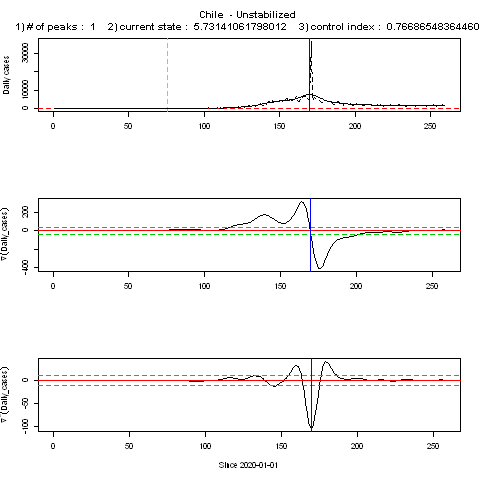 Chile - Unstabilized
1) # of peaks : 1 2) current state : 5.73141061798012 3) control index : 0.76686548364460
Daily cases
0 10000 30000
0 50 100 150 200 250
∇ (Daily_cases)
-400 0 200
0 50 100 150 200 250
∇ (Daily_cases)
-100 -50 0
0 50 100 150 200 250
Since 2020-01-01